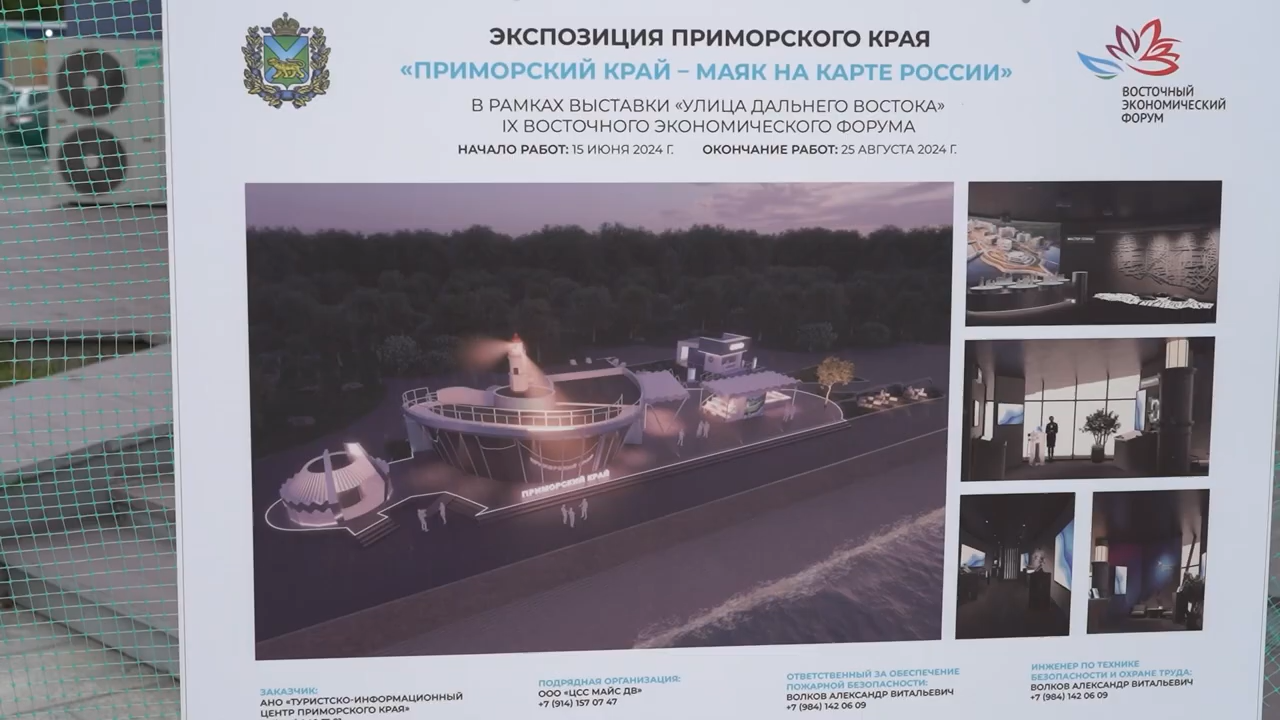 ЭКСПОЗИЦИЯ ПРИМОРСКОГО КРАЯ
«ПРИМОРСКИЙ КРАЙ – МАЯК НА КАРТЕ РОССИИ»
В РАМКАХ ВЫСТАВКИ «УЛИЦА ДАЛЬНЕГО ВОСТОКА»
IX ВОСТОЧНОГО ЭКОНОМИЧЕСКОГО ФОРУМА
НАЧАЛО РАБОТ: 15 ИЮНЯ 2024 Г. ОКОНЧАНИЕ РАБОТ: 25 АВГУСТА 2024 Г.
ВОСТОЧНЫЙ
ЭКОНОМИЧЕСКИЙ
ФОРУМ
ПРИМОРСКИЙ КРАЙ
ЗАКАЗЧИК:
АНО «ТУРИСТСКО-ИНФОРМАЦИОННЫЙ
ЦЕНТР ПРИМОРСКОГО КРАЯ»
ПОДРЯДНАЯ ОРГАНИЗАЦИЯ:
ООО «ЦСС МАЙС ДВ»
+7 (914) 157 07 47
ОТВЕТСТВЕННЫЙ ЗА ОБЕСПЕЧЕНИЕ
ПОЖАРНОЙ БЕЗОПАСНОСТИ:
ВОЛКОВ АЛЕКСАНДР ВИТАЛЬЕВИЧ
+7 (984) 142 06 09
ИНЖЕНЕР ПО ТЕХНИКЕ
БЕЗОПАСНОСТИ И ОХРАНЕ ТРУДА:
ВОЛКОВ АЛЕКСАНДР ВИТАЛЬЕВИЧ
+7 (984) 142 06 09